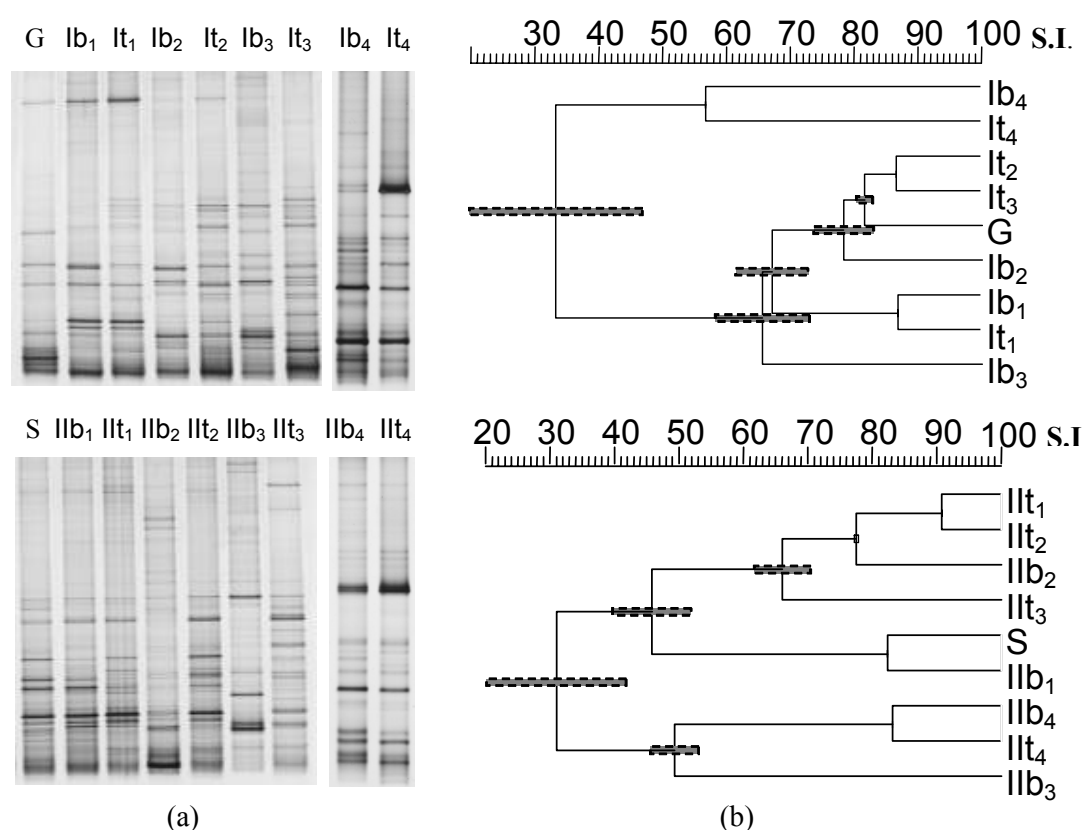 G Ib₁ It₁ Ib₂ It₂ Ib₃ It₃ Ib₄ It₄
30 40 50 60 70 80 90 100 S.I.
Ib₄
It₄
It₂
It₃
G
Ib₂
Ib₁
It₁
Ib₃
S IIb₁ IIt₁ IIb₂ IIt₂ IIb₃ IIt₃ IIb₄ IIt₄
20 30 40 50 60 70 80 90 100 S.I
IIt₁
IIt₂
IIb₂
IIt₃
S
IIb₁
IIb₄
IIt₄
IIb₃
(a) (b)